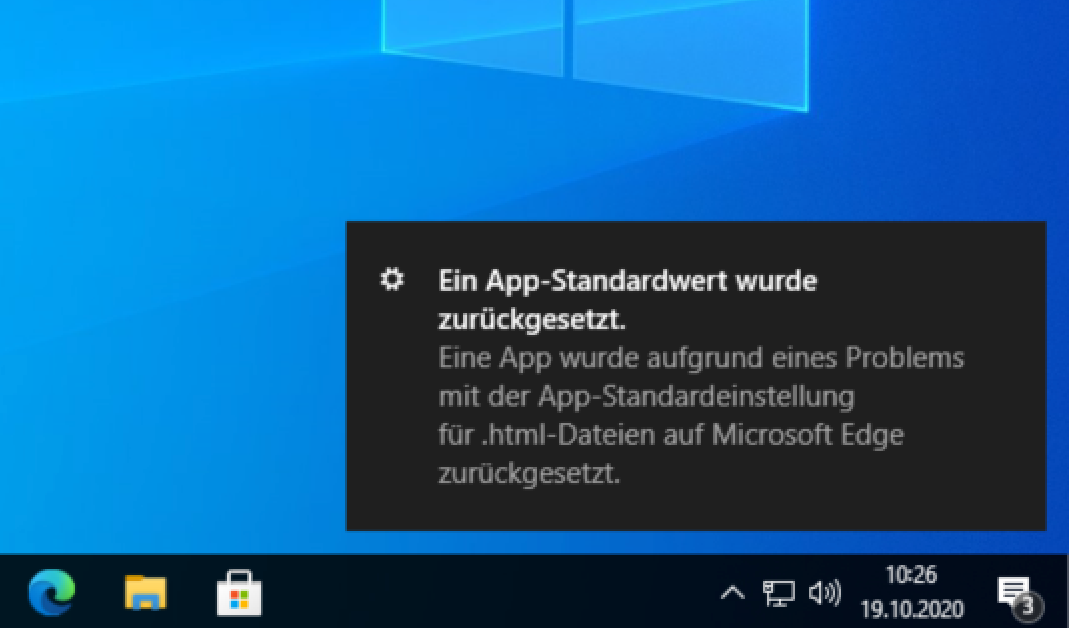 Ein App-Standardwert wurde
zurückgesetzt.
Eine App wurde aufgrund eines Problems
mit der App-Standardeinstellung
für .html-Dateien auf Microsoft Edge
zurückgesetzt.
10:26
19.10.2020
3